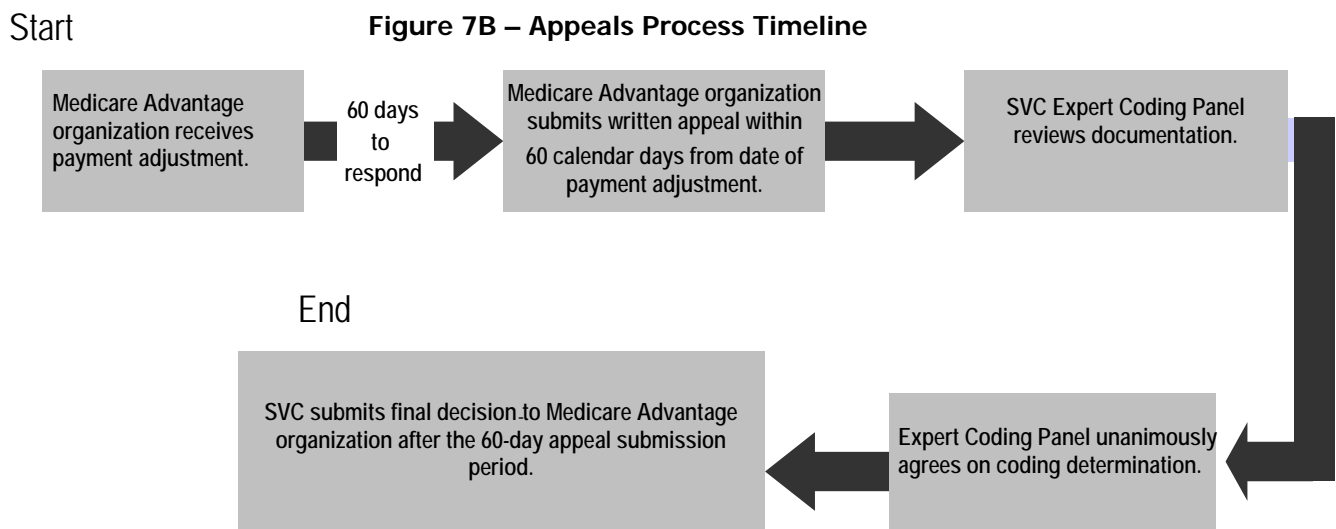 Start
Figure 7B – Appeals Process Timeline
Medicare Advantage
organization receives
payment adjustment.
60 days
to
respond
Medicare Advantage organization
submits written appeal within
60 calendar days from date of
payment adjustment.
SVC Expert Coding Panel
reviews documentation.
Expert Coding Panel unanimously
agrees on coding determination.
End
SVC submits final decision to Medicare Advantage
organization after the 60-day appeal submission
period.